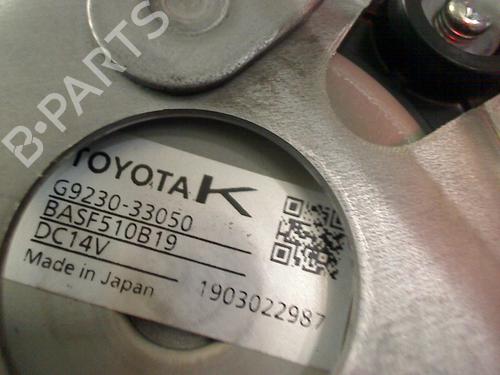 B-PARTS
TOYOTA K
G9230-33050
BASF510B19
DC14V
Made in Japan
1903022987